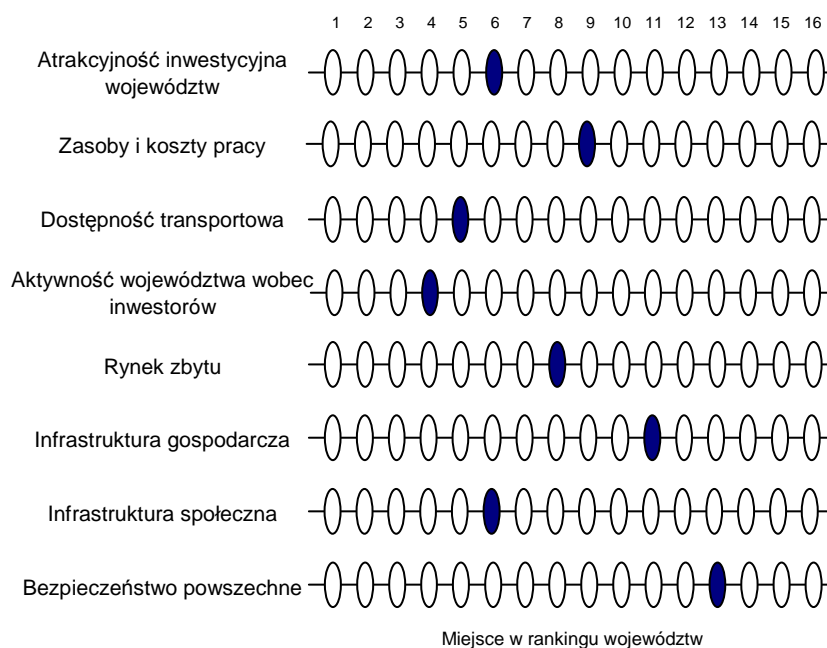 1 2 3 4 5 6 7 8 9 10 11 12 13 14 15 16
Atrakcyjność inwestycyjna
województw
Zasoby i koszty pracy
Dostępność transportowa
Aktywność województwa wobec
inwestorów
Rynek zbytu
Infrastruktura gospodarcza
Infrastruktura społeczna
Bezpieczeństwo powszechne
Miejsce w rankingu województw